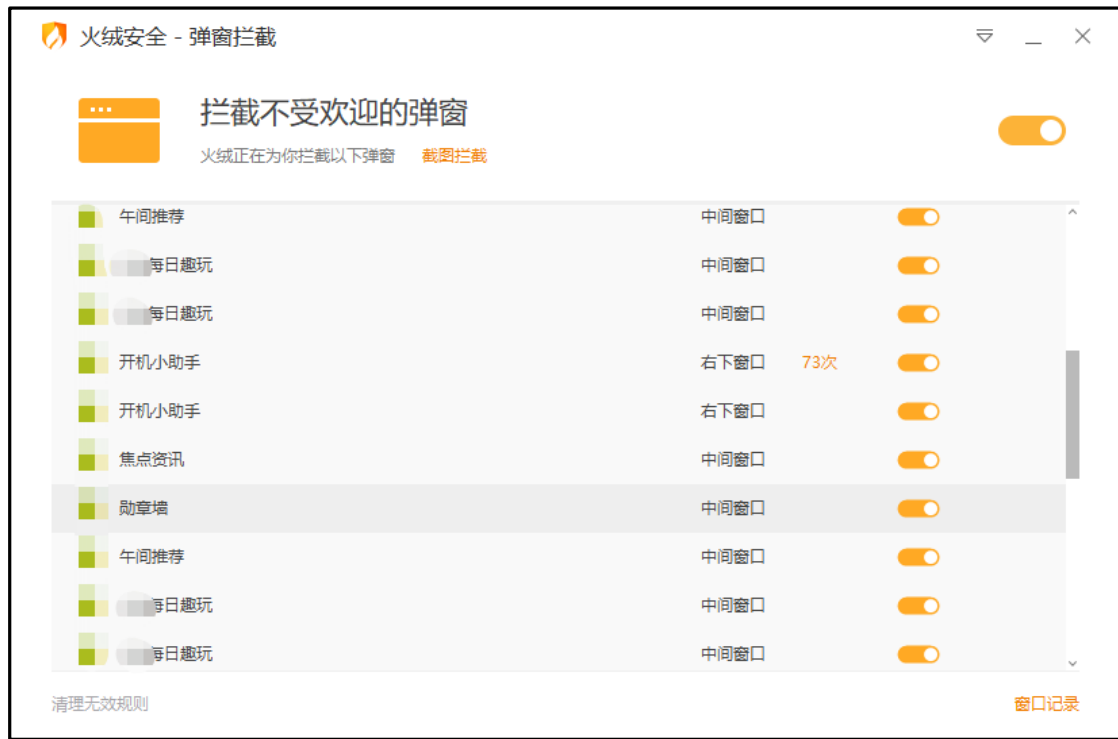 火绒安全 - 弹窗拦截
拦截不受欢迎的弹窗
火绒正在为你拦截以下弹窗 截图拦截
午间推荐 中间窗口
每日趣玩 中间窗口
每日趣玩 中间窗口
开机小助手 右下窗口 73次
开机小助手 右下窗口
焦点资讯 中间窗口
勋章墙 中间窗口
午间推荐 中间窗口
每日趣玩 中间窗口
每日趣玩 中间窗口
清理无效规则 窗口记录